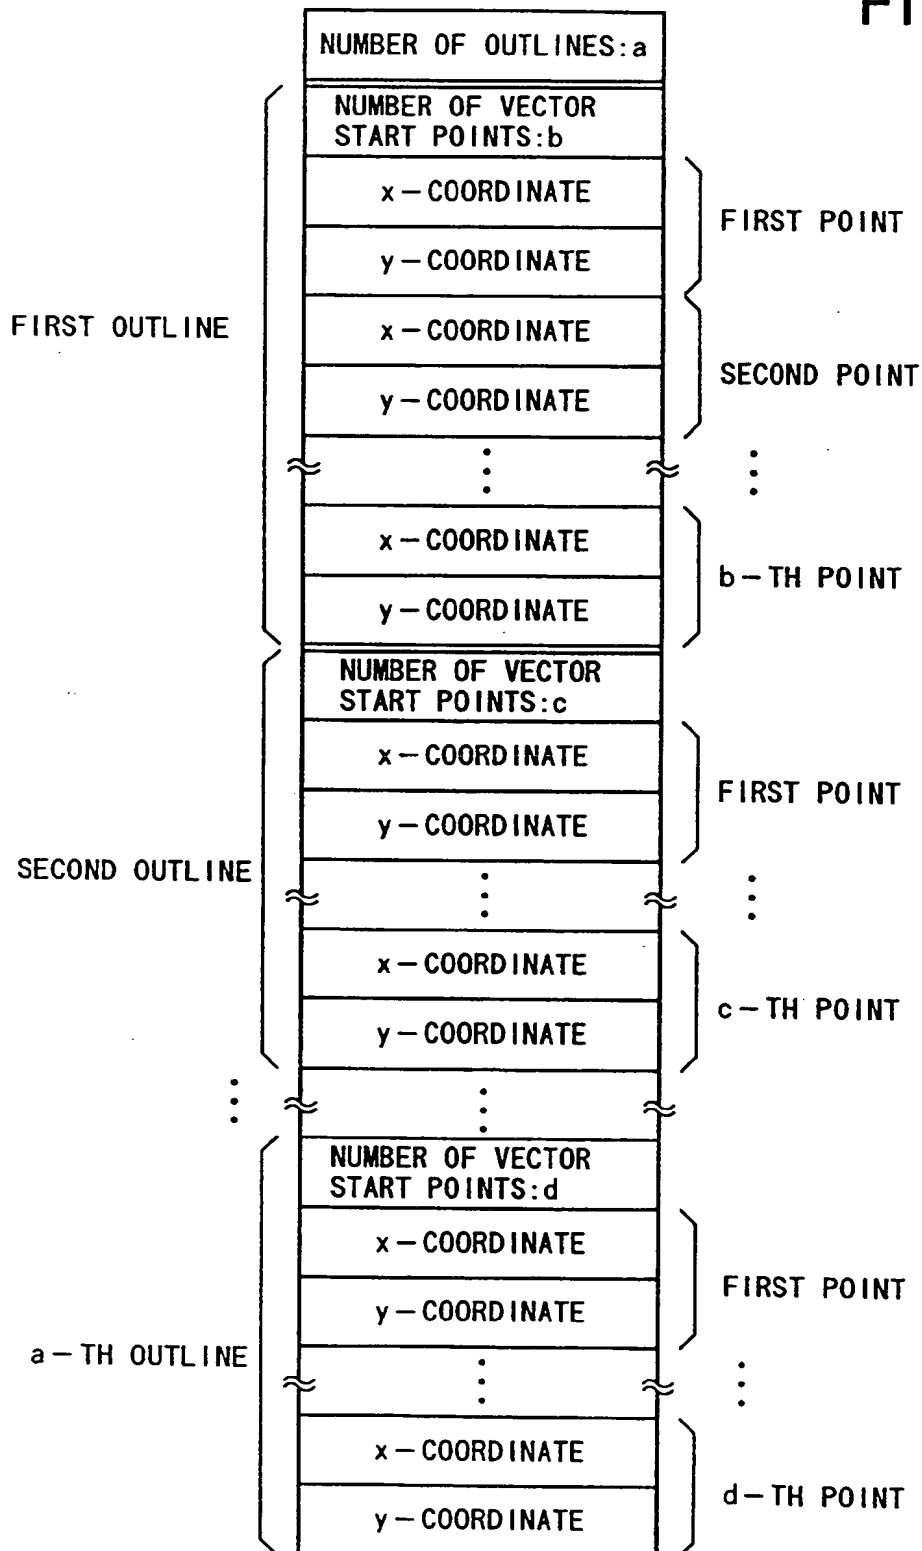 FI
NUMBER OF OUTLINES:a
NUMBER OF VECTOR
START POINTS:b
x-COORDINATE
FIRST POINT
y-COORDINATE
FIRST OUTLINE
x-COORDINATE
SECOND POINT
y-COORDINATE
x-COORDINATE
b-TH POINT
y-COORDINATE
NUMBER OF VECTOR
START POINTS:c
x-COORDINATE
FIRST POINT
y-COORDINATE
SECOND OUTLINE
x-COORDINATE
c-TH POINT
y-COORDINATE
NUMBER OF VECTOR
START POINTS:d
x-COORDINATE
FIRST POINT
y-COORDINATE
a-TH OUTLINE
x-COORDINATE
d-TH POINT
y-COORDINATE